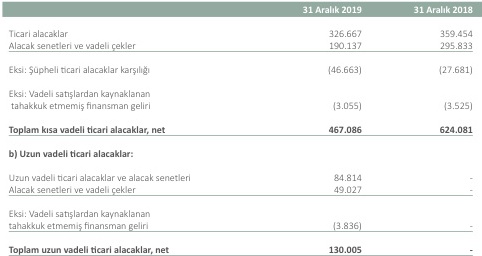 31 Aralık 2019 31 Aralık 2018
Ticari alacaklar 326.667 359.454
Alacak senetleri ve vadeli çekler 190.137 295.833
Eksi: Şüpheli ticari alacaklar karşılığı (46.663) (27.681)
Eksi: Vadeli satışlardan kaynaklanan
tahakkuk etmemiş finansman geliri (3.055) (3.525)
Toplam kısa vadeli ticari alacaklar, net 467.086 624.081
b) Uzun vadeli ticari alacaklar:
Uzun vadeli ticari alacaklar ve alacak senetleri 84.814 -
Alacak senetleri ve vadeli çekler 49.027 -
Eksi: Vadeli satışlardan kaynaklanan
tahakkuk etmemiş finansman geliri (3.836) -
Toplam uzun vadeli ticari alacaklar, net 130.005 -